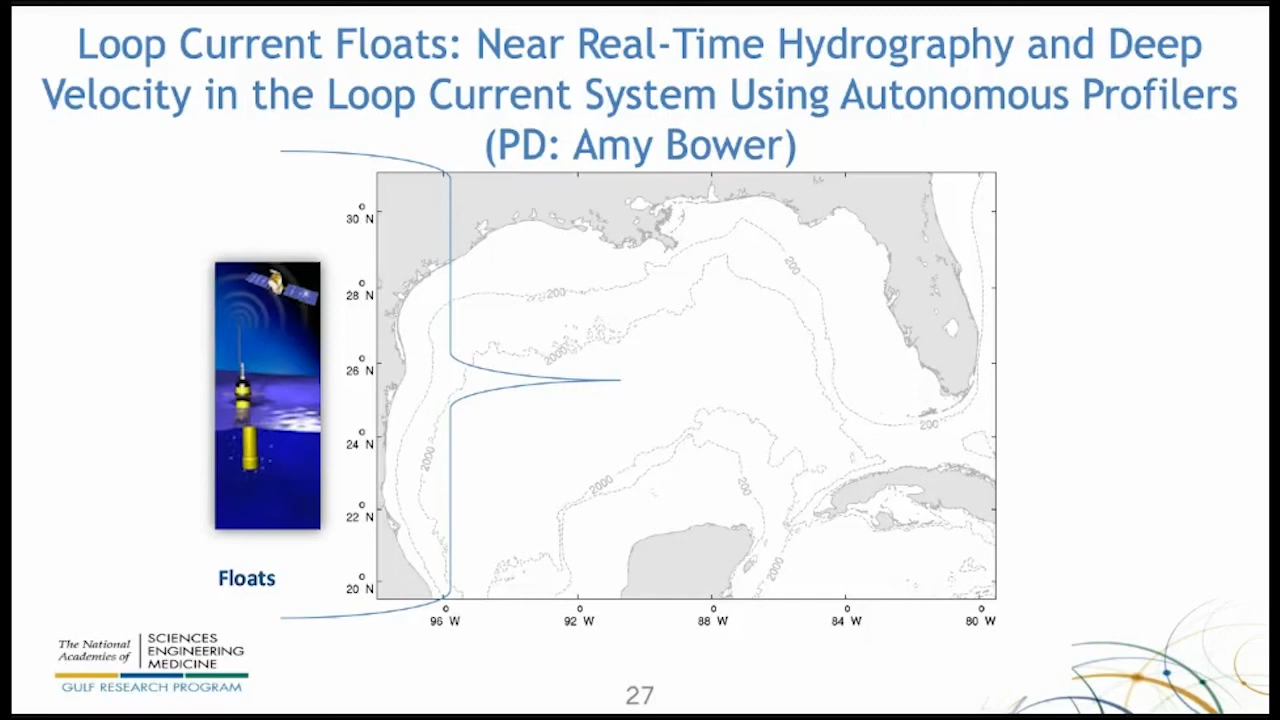 Loop Current Floats: Near Real-Time Hydrography and Deep
Velocity in the Loop Current System Using Autonomous Profilers
(PD: Amy Bower)
30 °N
28 °N
26 °N
24 °N
22 °N
20 °N
96 °W
92 °W
88 °W
84 °W
80 °W
200
200
2000
200
2000
2000
200
2000
Floats
The National
Academies of
SCIENCES
ENGINEERING
MEDICINE
GULF RESEARCH PROGRAM
27